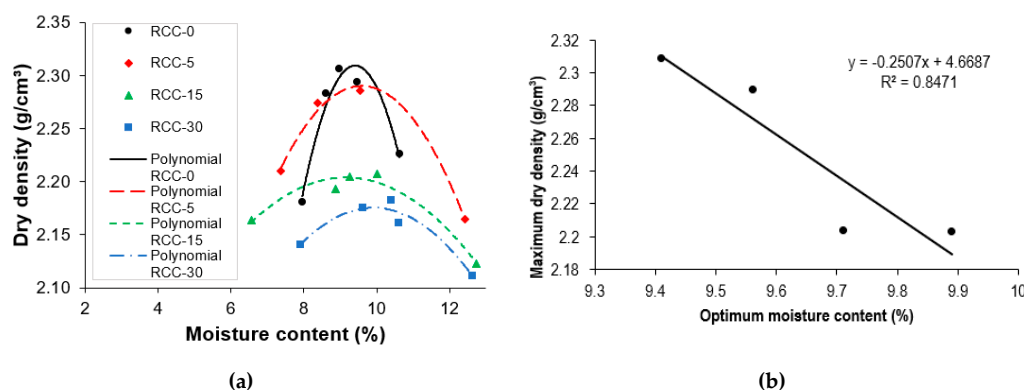 2.35
2.30
2.25
2.20
2.15
2.10
Dry density (g/cm³)
RCC-0
RCC-5
RCC-15
RCC-30
Polynomial
RCC-0
Polynomial
RCC-5
Polynomial
RCC-15
Polynomial
RCC-30
2 4 6 8 10 12
Moisture content (%)
(a)
2.32
2.3
2.28
2.26
2.24
2.22
2.2
2.18
Maximum dry density (g/cm³)
y = -0.2507x + 4.6687
R² = 0.8471
9.3 9.4 9.5 9.6 9.7 9.8 9.9 10
Optimum moisture content (%)
(b)